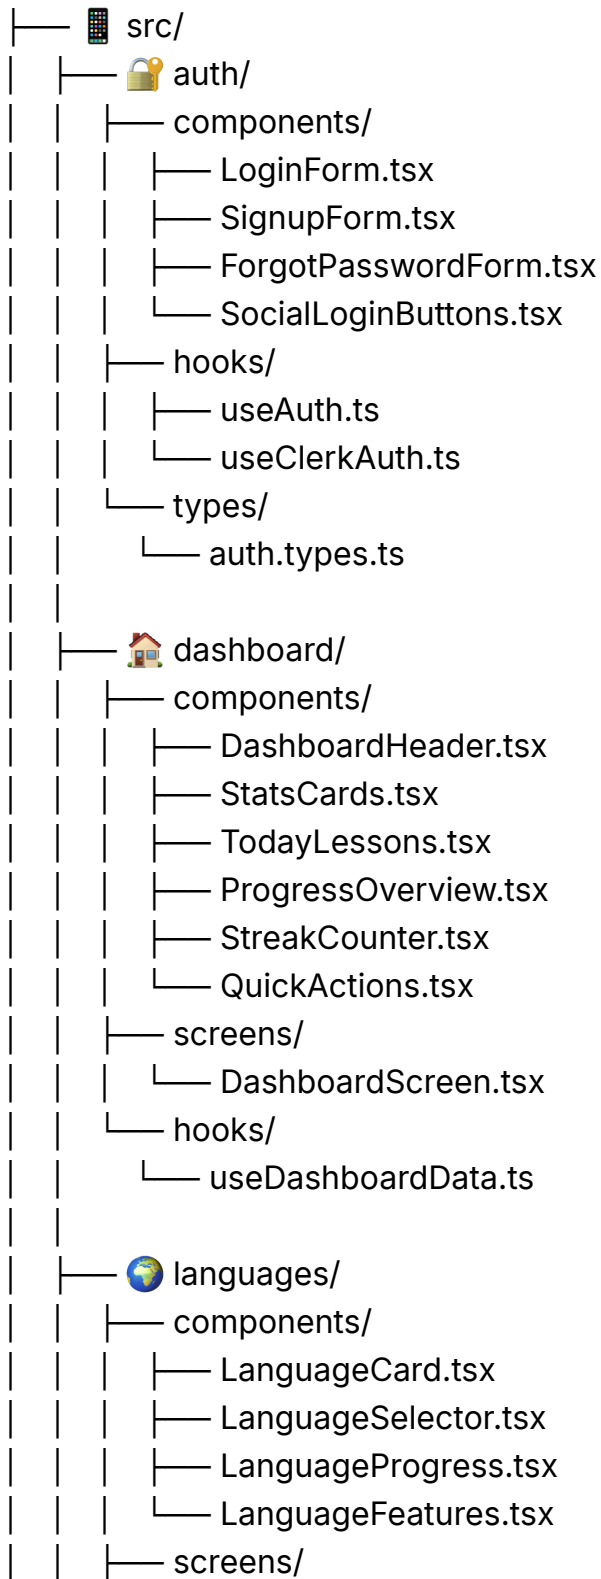 ├── 📱 src/
│   ├── 🔐 auth/
│   │   ├── components/
│   │   │   ├── LoginForm.tsx
│   │   │   ├── SignupForm.tsx
│   │   │   ├── ForgotPasswordForm.tsx
│   │   │   └── SocialLoginButtons.tsx
│   │   ├── hooks/
│   │   │   ├── useAuth.ts
│   │   │   └── useClerkAuth.ts
│   │   └── types/
│   │       └── auth.types.ts
│   │
│   ├── 🏠 dashboard/
│   │   ├── components/
│   │   │   ├── DashboardHeader.tsx
│   │   │   ├── StatsCards.tsx
│   │   │   ├── TodayLessons.tsx
│   │   │   ├── ProgressOverview.tsx
│   │   │   ├── StreakCounter.tsx
│   │   │   └── QuickActions.tsx
│   │   ├── screens/
│   │   │   └── DashboardScreen.tsx
│   │   └── hooks/
│   │       └── useDashboardData.ts
│   │
│   ├── 🌍 languages/
│   │   ├── components/
│   │   │   ├── LanguageCard.tsx
│   │   │   ├── LanguageSelector.tsx
│   │   │   ├── LanguageProgress.tsx
│   │   │   └── LanguageFeatures.tsx
│   │   ├── screens/